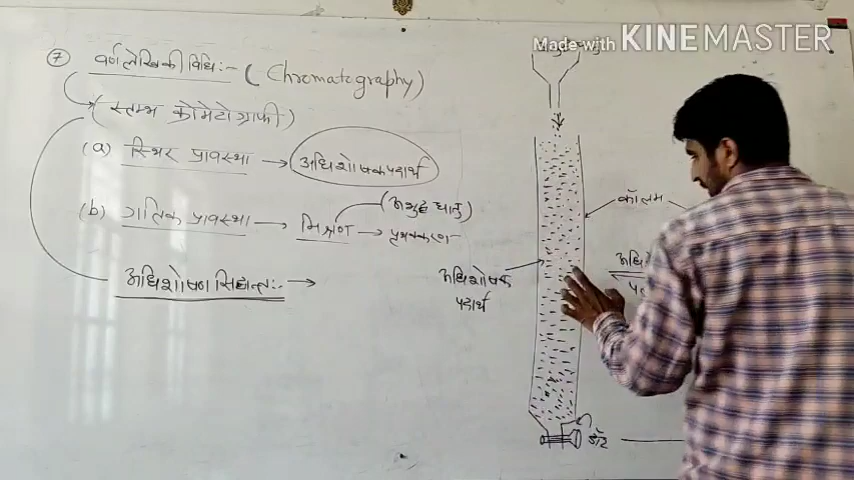 Made with KINEMASTER
⑦ वर्णलेखिकी विधि:- ( Chromatography)
( स्तम्भ क्रोमेटोग्राफी)
(a) स्थिर प्रावस्था → अधिशोषक पदार्थ
(b) गतिक प्रावस्था → मिश्रण → पृथक्करण
(अशुद्ध धातु)
अधिशोषण सिद्धान्त:- →
कॉलम
अधिशोषक
पदार्थ
डॉट